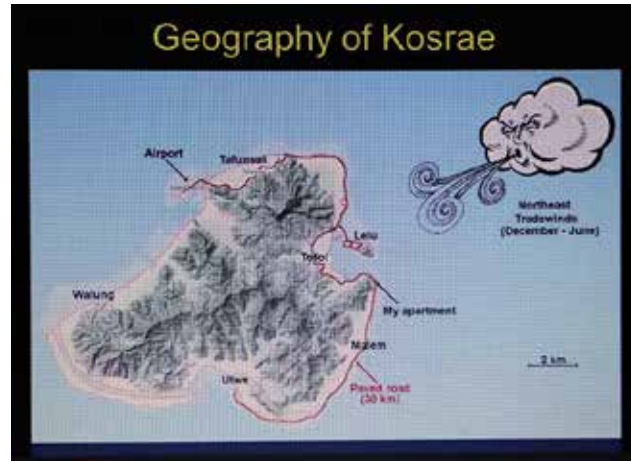 Geography of Kosrae
Airport
Tafunsak
Northeast
Tradewinds
(December - June)
Lelu
Tofol
Walung
My apartment
Malem
Utwe
Paved road
(30 km)
2 km